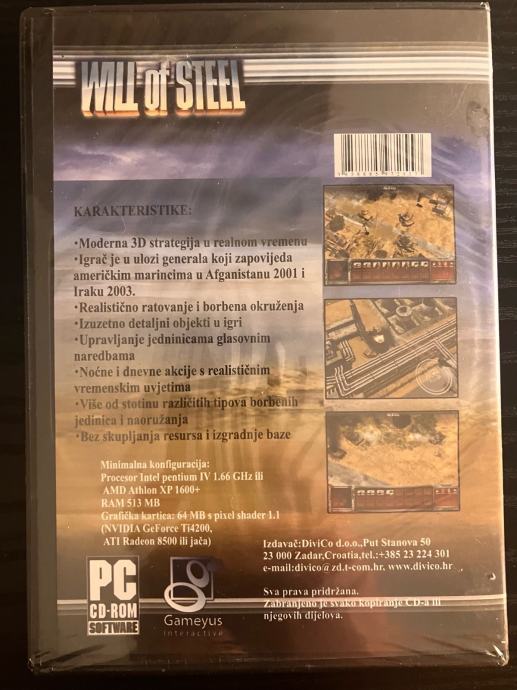 WILL of STEEL
KARAKTERISTIKE:
·Moderna 3D strategija u realnom vremenu
·Igrač je u ulozi generala koji zapovijeda
američkim marincima u Afganistanu 2001 i
Iraku 2003.
·Realistično ratovanje i borbena okruženja
·Izuzetno detaljni objekti u igri
·Upravljanje jedninicama glasovnim
naredbama
·Noćne i dnevne akcije s realističnim
vremenskim uvjetima
·Više od stotinu različitih tipova borbenih
jedinica i naoružanja
·Bez skupljanja resursa i izgradnje baze
Minimalna konfiguracija:
Procesor Intel pentium IV 1.66 GHz ili
AMD Athlon XP 1600+
RAM 513 MB
Grafička kartica: 64 MB s pixel shader 1.1
(NVIDIA GeForce Ti4200,
ATI Radeon 8500 ili jača)
Izdavač:DiviCo d.o.o.,Put Stanova 50
23 000 Zadar,Croatia,tel.:+385 23 224 301
e-mail:divico@zd.t-com.hr, www.divico.hr
Sva prava pridržana.
Zabranjeno je svako kopiranje CD-a ili
njegovih dijelova.
PC
CD-ROM
SOFTWARE
Gameyus
Interactive